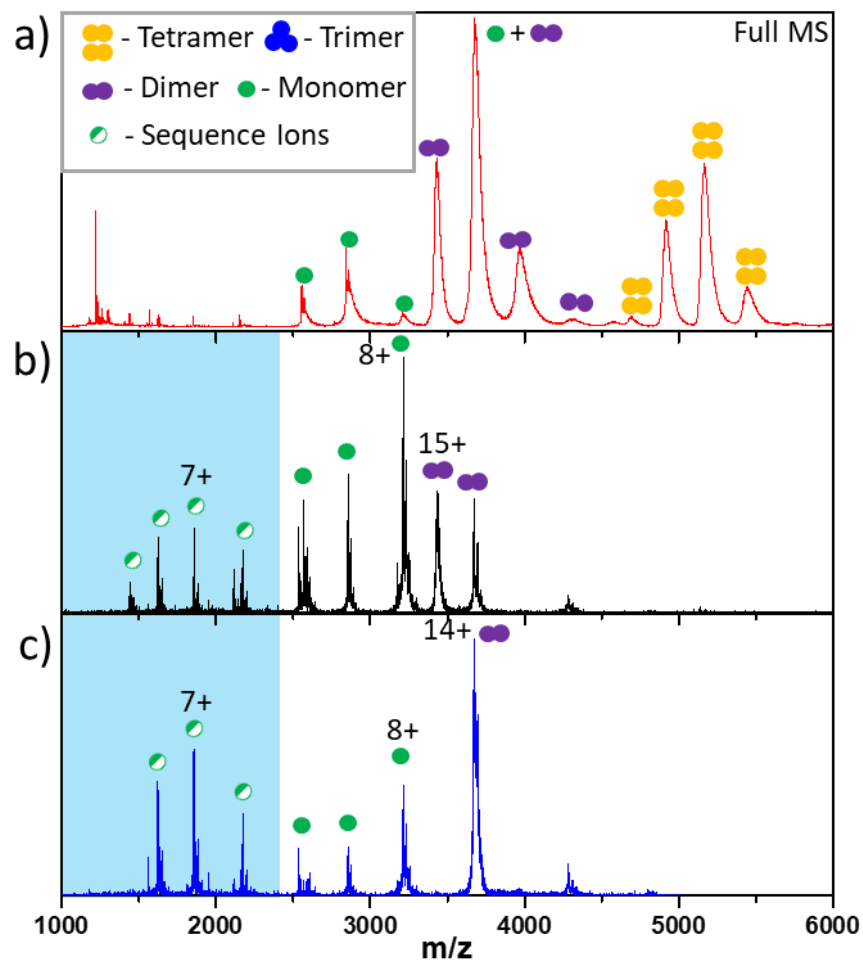 a)
- Tetramer - Trimer
- Dimer - Monomer
- Sequence Ions
+
Full MS
b)
8+
15+
7+
c)
14+
7+
8+
1000 2000 3000 4000 5000 6000
m/z